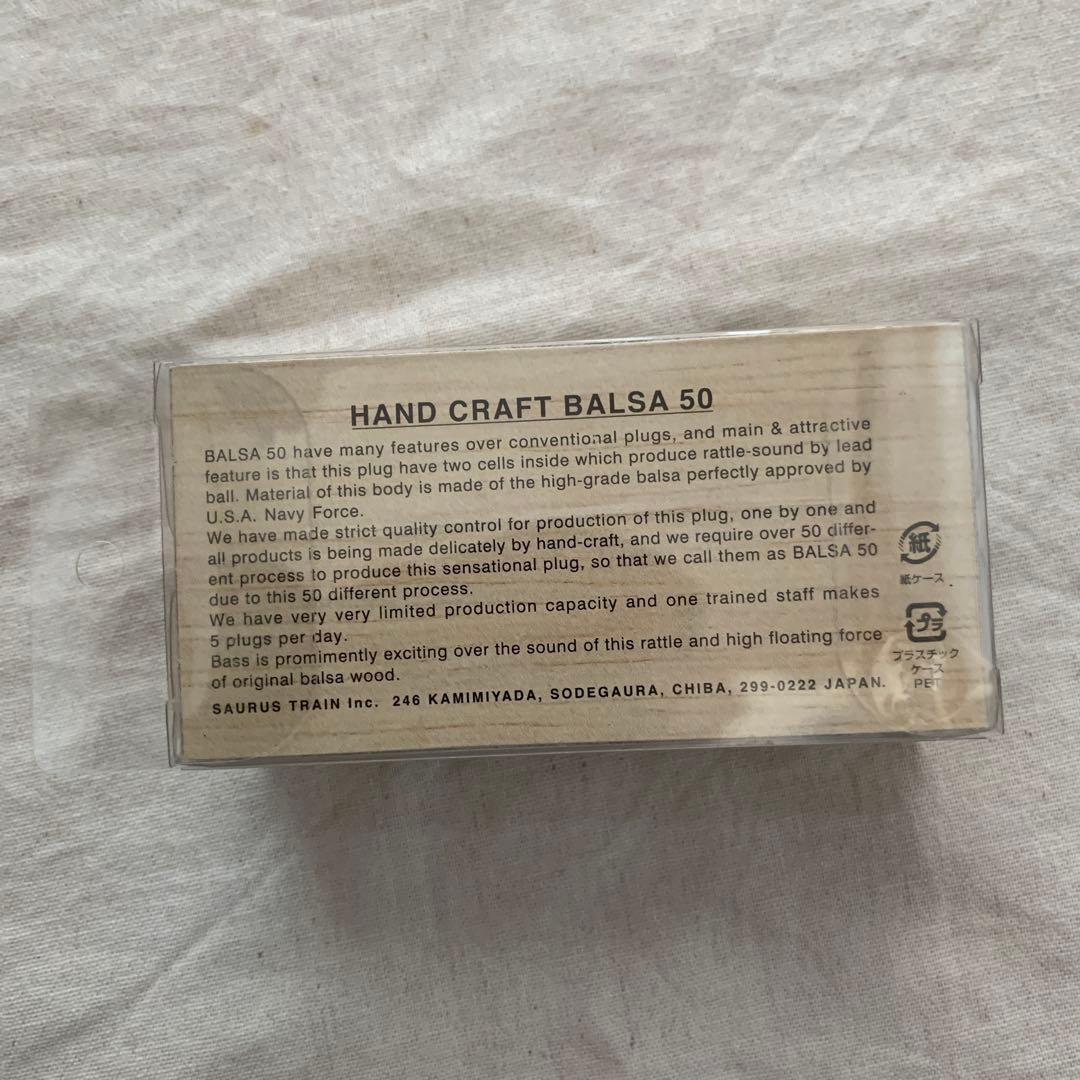 HAND CRAFT BALSA 50
BALSA 50 have many features over conventional plugs, and main & attractive
feature is that this plug have two cells inside which produce rattle-sound by lead
ball. Material of this body is made of the high-grade balsa perfectly approved by
U.S.A. Navy Force.
We have made strict quality control for production of this plug, one by one and
all products is being made delicately by hand-craft, and we require over 50 differ-
ent process to produce this sensational plug, so that we call them as BALSA 50
due to this 50 different process.
We have very very limited production capacity and one trained staff makes
5 plugs per day.
Bass is promimently exciting over the sound of this rattle and high floating force
of original balsa wood.
SAURUS TRAIN Inc. 246 KAMIMIYADA, SODEGAURA, CHIBA, 299-0222 JAPAN.
紙
紙ケース
プラ
プラスチック
ケース
PET